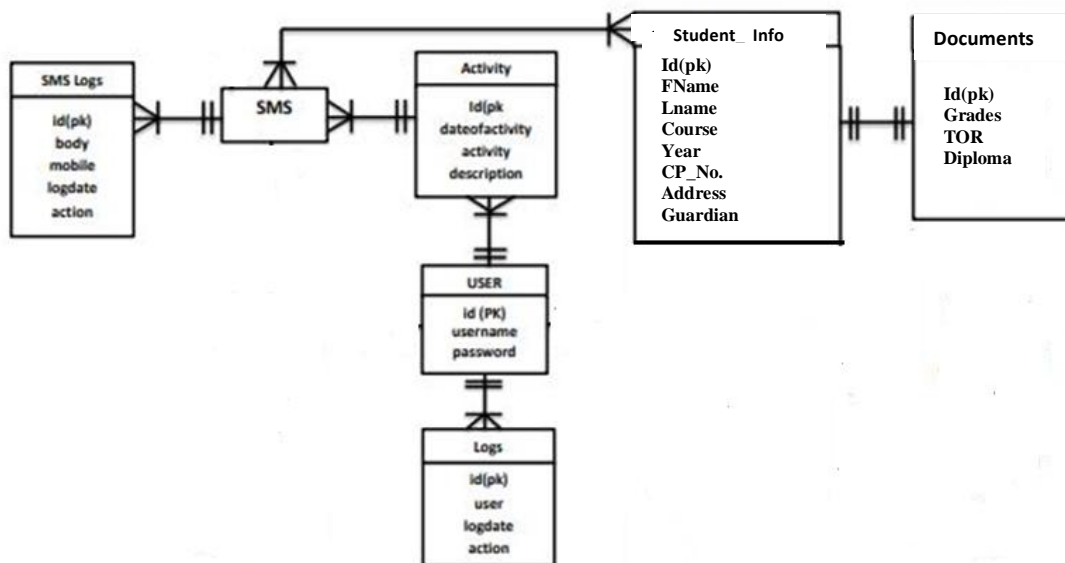 SMS Logs
id(pk)
body
mobile
logdate
action
SMS
Activity
Id(pk
dateofactivity
activity
description
USER
id (PK)
username
password
Logs
id(pk)
user
logdate
action
Student_ Info
Id(pk)
FName
Lname
Course
Year
CP_No.
Address
Guardian
Documents
Id(pk)
Grades
TOR
Diploma